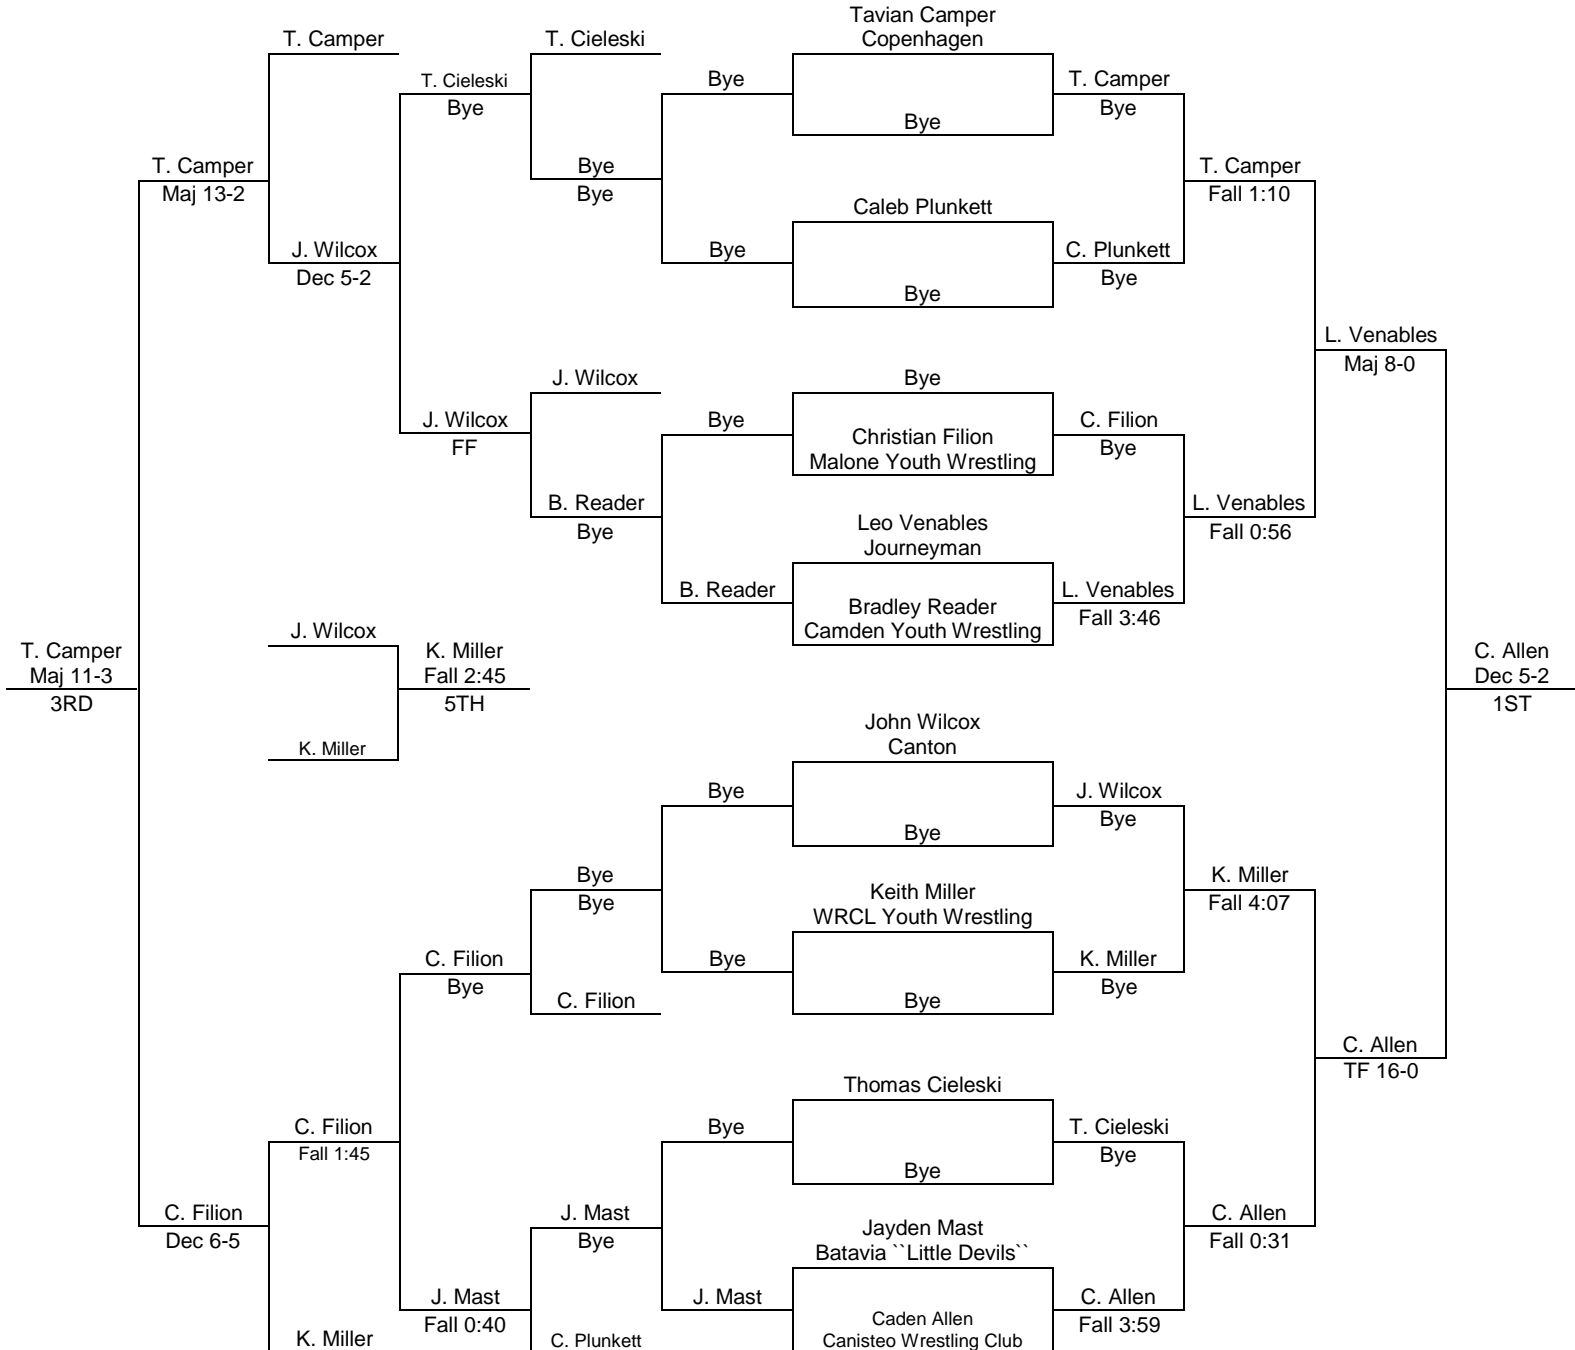 Tavian Camper
T. Camper
T. Cieleski
Copenhagen
T. Cieleski
Bye
T. Camper
Bye
Bye
Bye
T. Camper
Bye
T. Camper
Maj 13-2
Bye
Fall 1:10
Caleb Plunkett
J. Wilcox
Bye
C. Plunkett
Dec 5-2
Bye
Bye
L. Venables
Maj 8-0
J. Wilcox
Bye
J. Wilcox
Bye
C. Filion
FF
Christian Filion
Bye
Malone Youth Wrestling
B. Reader
L. Venables
Bye
Leo Venables
Fall 0:56
Journeyman
B. Reader
L. Venables
Bradley Reader
Fall 3:46
Camden Youth Wrestling
J. Wilcox
T. Camper
K. Miller
C. Allen
Maj 11-3
Fall 2:45
Dec 5-2
3RD
5TH
1ST
John Wilcox
K. Miller
Canton
Bye
J. Wilcox
Bye
Bye
Bye
K. Miller
Bye
Keith Miller
Fall 4:07
WRCL Youth Wrestling
C. Filion
Bye
K. Miller
Bye
C. Filion
Bye
Bye
C. Allen
TF 16-0
Thomas Cieleski
C. Filion
Bye
T. Cieleski
Fall 1:45
Bye
Bye
C. Filion
J. Mast
C. Allen
Dec 6-5
Bye
Jayden Mast
Fall 0:31
Batavia ``Little Devils``
J. Mast
J. Mast
C. Allen
Fall 0:40
Caden Allen
Fall 3:59
K. Miller
C. Plunkett
Canisteo Wrestling Club